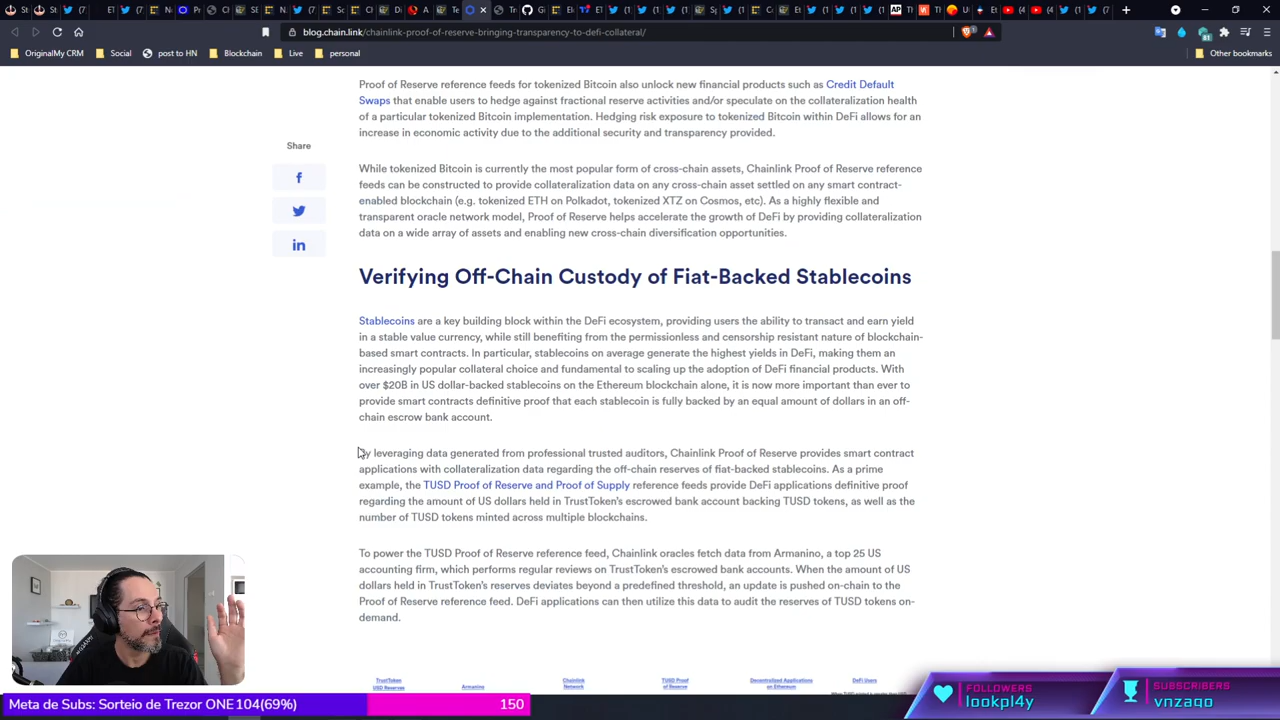 blog.chain.link/chainlink-proof-of-reserve-bringing-transparency-to-defi-collateral/
OriginalMy CRM
Social
post to HN
Blockchain
Live
personal
Other bookmarks
Proof of Reserve reference feeds for tokenized Bitcoin also unlock new financial products such as Credit Default
Swaps that enable users to hedge against fractional reserve activities and/or speculate on the collateralization health
of a particular tokenized Bitcoin implementation. Hedging risk exposure to tokenized Bitcoin within DeFi allows for an
increase in economic activity due to the additional security and transparency provided.
Share
While tokenized Bitcoin is currently the most popular form of cross-chain assets, Chainlink Proof of Reserve reference
feeds can be constructed to provide collateralization data on any cross-chain asset settled on any smart contract-
enabled blockchain (e.g. tokenized ETH on Polkadot, tokenized XTZ on Cosmos, etc). As a highly flexible and
transparent oracle network model, Proof of Reserve helps accelerate the growth of DeFi by providing collateralization
data on a wide array of assets and enabling new cross-chain diversification opportunities.
Verifying Off-Chain Custody of Fiat-Backed Stablecoins
Stablecoins are a key building block within the DeFi ecosystem, providing users the ability to transact and earn yield
in a stable value currency, while still benefiting from the permissionless and censorship resistant nature of blockchain-
based smart contracts. In particular, stablecoins on average generate the highest yields in DeFi, making them an
increasingly popular collateral choice and fundamental to scaling up the adoption of DeFi financial products. With
over $20B in US dollar-backed stablecoins on the Ethereum blockchain alone, it is now more important than ever to
provide smart contracts definitive proof that each stablecoin is fully backed by an equal amount of dollars in an off-
chain escrow bank account.
By leveraging data generated from professional trusted auditors, Chainlink Proof of Reserve provides smart contract
applications with collateralization data regarding the off-chain reserves of fiat-backed stablecoins. As a prime
example, the TUSD Proof of Reserve and Proof of Supply reference feeds provide DeFi applications definitive proof
regarding the amount of US dollars held in TrustToken's escrowed bank account backing TUSD tokens, as well as the
number of TUSD tokens minted across multiple blockchains.
To power the TUSD Proof of Reserve reference feed, Chainlink oracles fetch data from Armanino, a top 25 US
accounting firm, which performs regular reviews on TrustToken's escrowed bank accounts. When the amount of US
dollars held in TrustToken's reserves deviates beyond a predefined threshold, an update is pushed on-chain to the
Proof of Reserve reference feed. DeFi applications can then utilize this data to audit the reserves of TUSD tokens on-
demand.
TrustToken
USD Reserves
Armanino
Chainlink
Network
TUSD Proof
of Reserve
Decentralized Applications
on Ethereum
DeFi Users
Meta de Subs: Sorteio de Trezor ONE 104(69%)
150
FOLLOWERS
lookpl4y
SUBSCRIBERS
vnzago